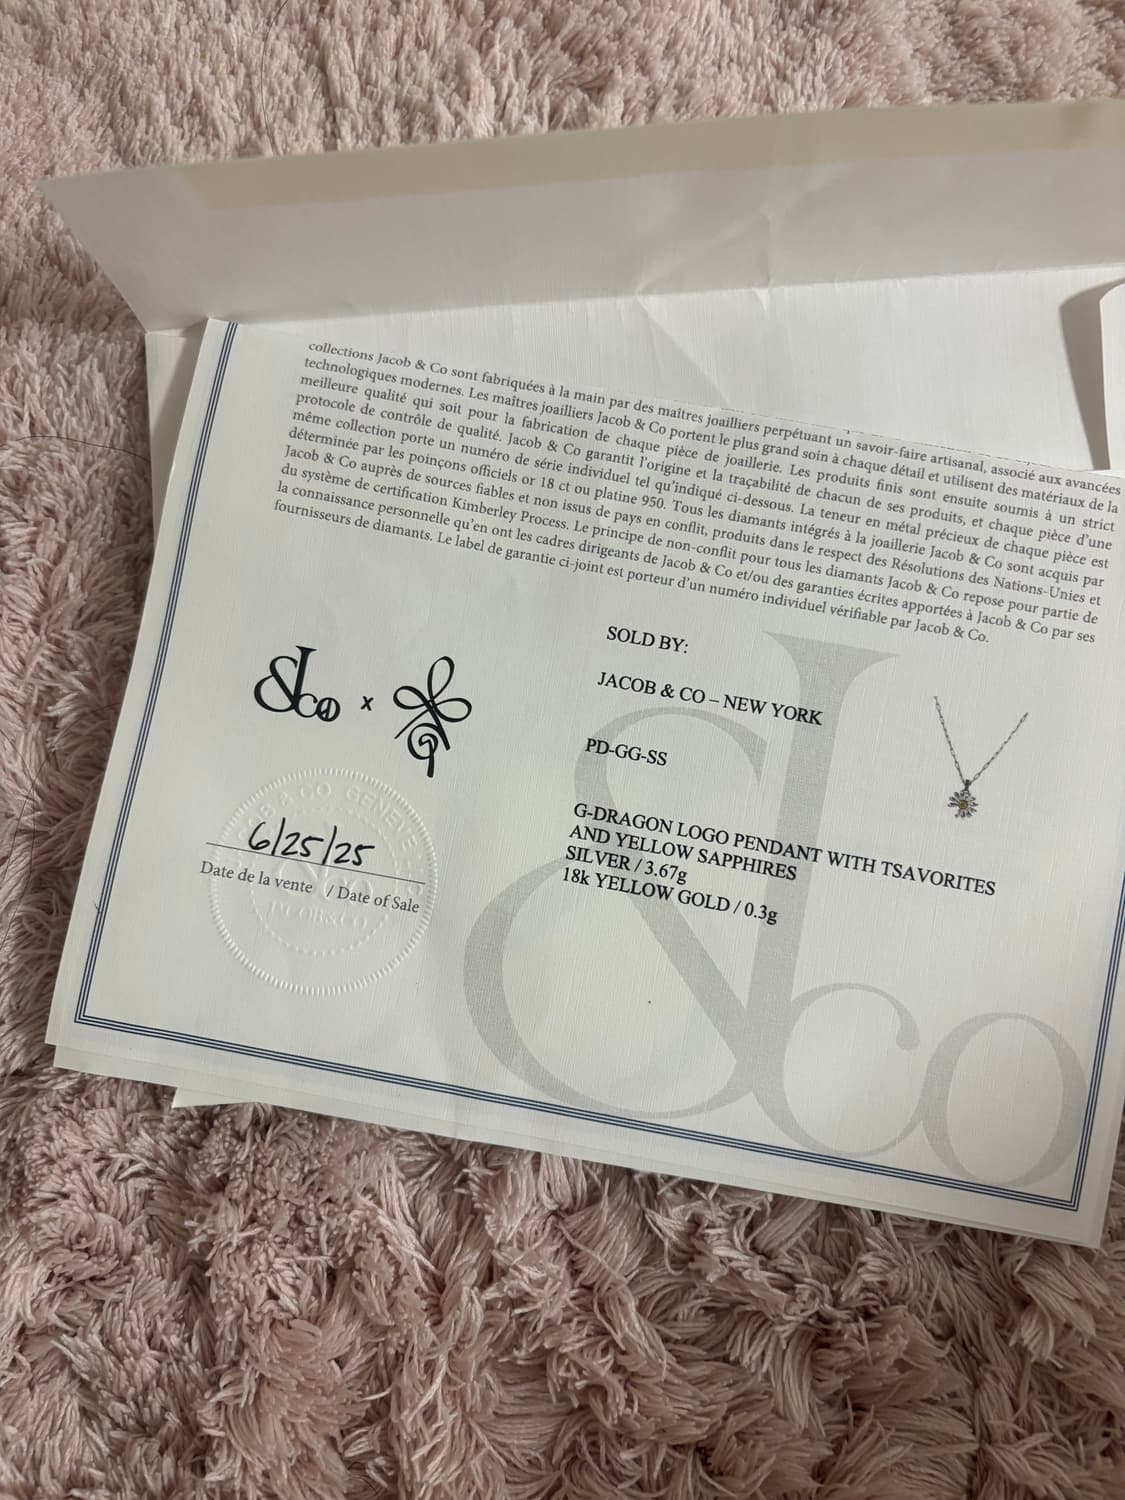 collections Jacob & Co sont fabriquées à la main par des maîtres joailliers perpétuant un savoir-faire artisanal, associé aux avancées
technologiques modernes. Les maîtres joailliers Jacob & Co portent le plus grand soin à chaque détail et utilisent des matériaux de la
meilleure qualité qui soit pour la fabrication de chaque pièce de joaillerie. Les produits finis sont ensuite soumis à un strict
protocole de contrôle de qualité. Jacob & Co garantit l'origine et la traçabilité de chacun de ses produits, et chaque pièce d'une
même collection porte un numéro de série individuel tel qu'indiqué ci-dessous. La teneur en métal précieux de chaque pièce est
déterminée par les poinçons officiels or 18 ct ou platine 950. Tous les diamants intégrés à la joaillerie Jacob & Co sont acquis par
Jacob & Co auprès de sources fiables et non issus de pays en conflit, produits dans le respect des Résolutions des Nations-Unies et
du système de certification Kimberley Process. Le principe de non-conflit pour tous les diamants Jacob & Co repose pour partie de
la connaissance personnelle qu'en ont les cadres dirigeants de Jacob & Co et/ou des garanties écrites apportées à Jacob & Co par ses
fournisseurs de diamants. Le label de garantie ci-joint est porteur d'un numéro individuel vérifiable par Jacob & Co.
SOLD BY:
JACOB & CO – NEW YORK
&co x
PD-GG-SS
G-DRAGON LOGO PENDANT WITH TSAVORITES
AND YELLOW SAPPHIRES
SILVER / 3.67g
18k YELLOW GOLD / 0.3g
6/25/25
Date de la vente / Date of Sale
& CO GENEVE
&co